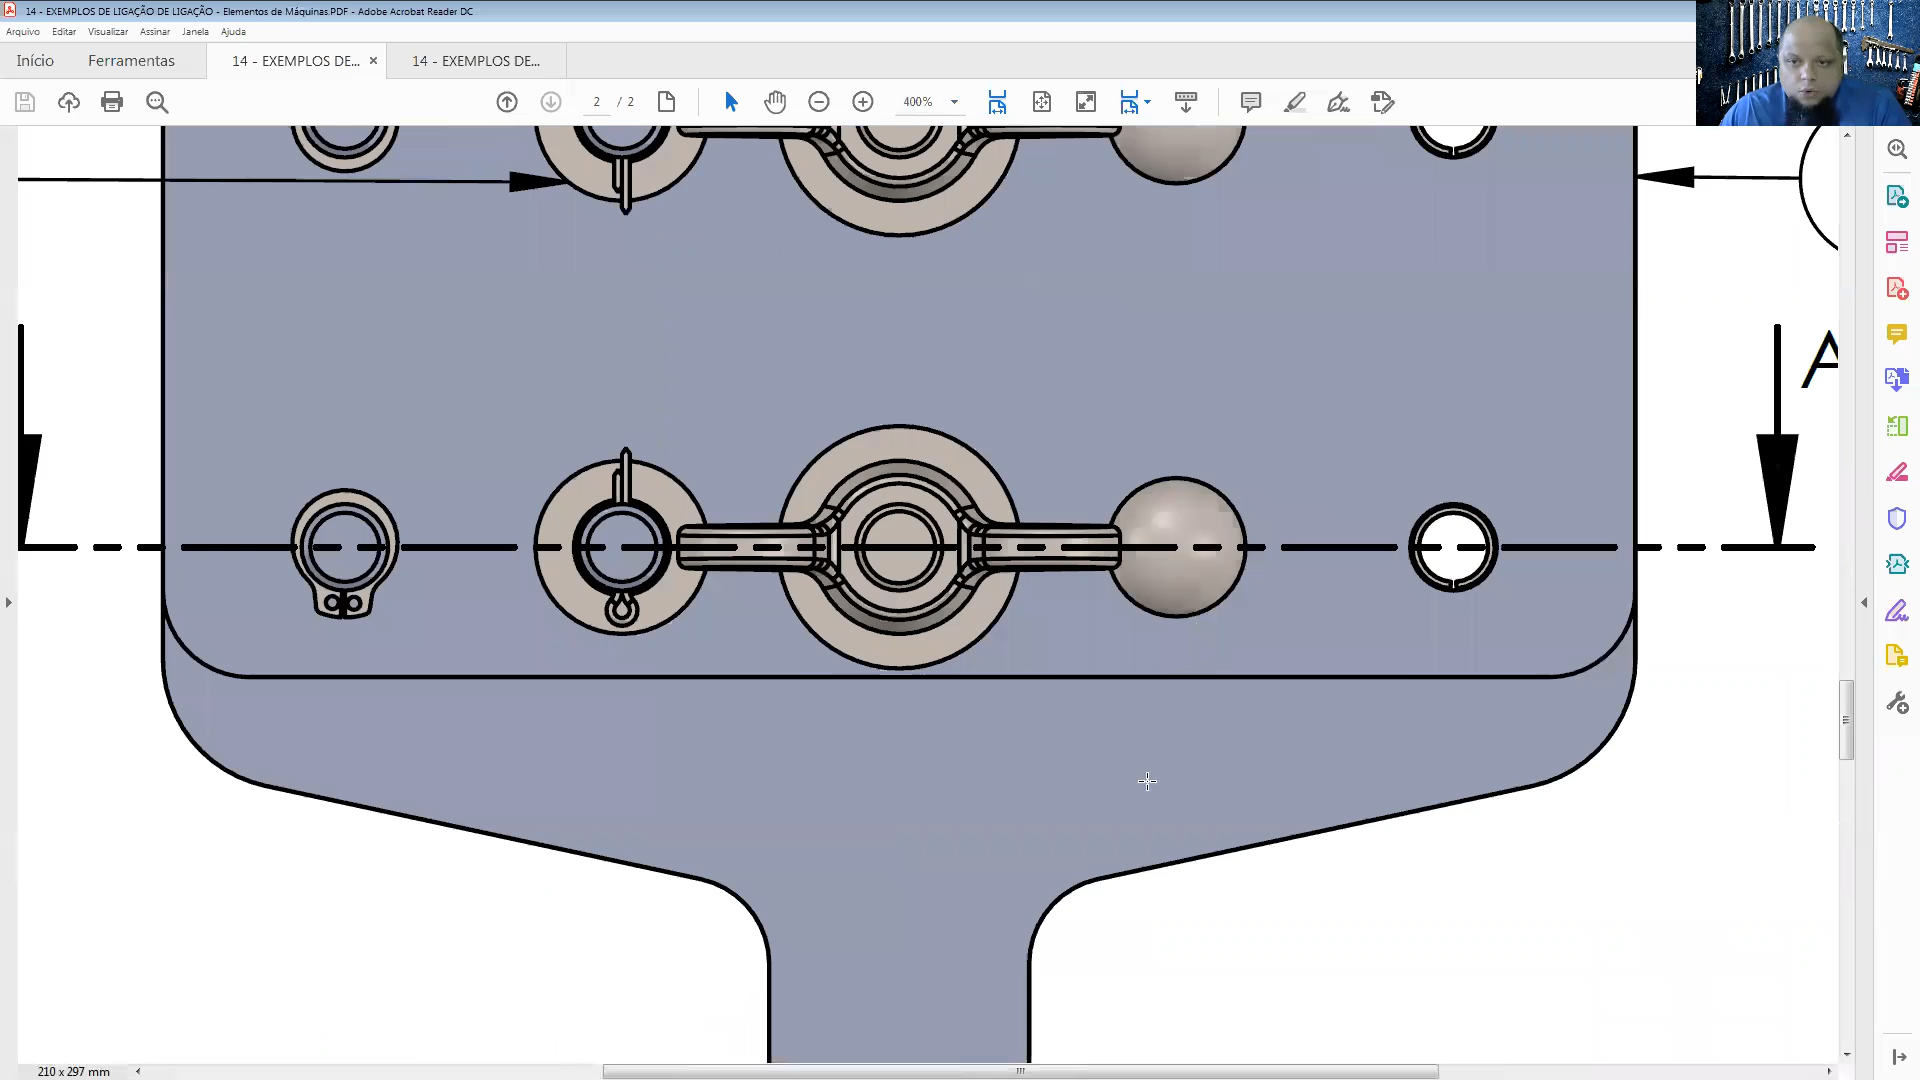 14 - EXEMPLOS DE LIGAÇÃO DE LIGAÇÃO - Elementos de Máquinas.PDF - Adobe Acrobat Reader DC
Arquivo Editar Visualizar Assinar Janela Ajuda
Início Ferramentas 14 - EXEMPLOS DE... × 14 - EXEMPLOS DE...
2 / 2 400%
A
210 x 297 mm